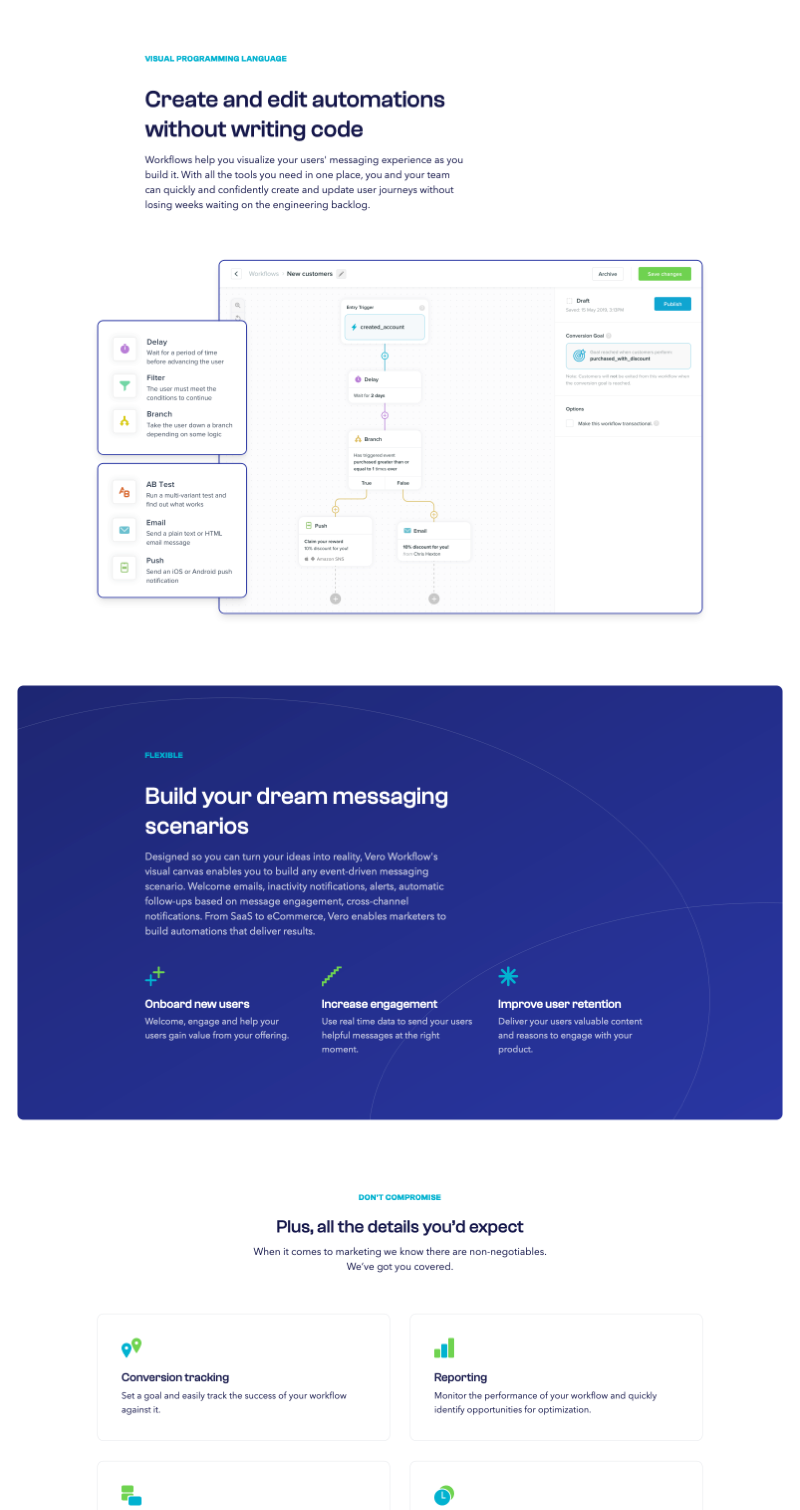 VISUAL PROGRAMMING LANGUAGE
Create and edit automations
without writing code
Workflows help you visualize your users' messaging experience as you
build it. With all the tools you need in one place, you and your team
can quickly and confidently create and update user journeys without
losing weeks waiting on the engineering backlog.
Workflows
New customers
Archive
Save changes
Entry Trigger
created_account
Delay
Wait for 2 days
Branch
Has triggered event
purchased greater than or
equal to 1 times ever
True
False
Push
Claim your reward
10% discount for you!
Amazon SNS
Email
10% discount for you!
from Chris Hexton
Draft
Saved: 15 May 2019, 3:13PM
Publish
Conversion Goal
Goal reached when customers perform
purchased_with_discount
Note: Customers will not be exited from the workflow when
the conversion goal is reached.
Options
Make this workflow transactional
Delay
Wait for a period of time
before advancing the user
Filter
The user must meet the
conditions to continue
Branch
Take the user down a branch
depending on some logic
AB Test
Run a multi-variant test and
find out what works
Email
Send a plain text or HTML
email message
Push
Send an iOS or Android push
notification
FLEXIBLE
Build your dream messaging
scenarios
Designed so you can turn your ideas into reality, Vero Workflow's
visual canvas enables you to build any event-driven messaging
scenario. Welcome emails, inactivity notifications, alerts, automatic
follow-ups based on message engagement, cross-channel
notifications. From SaaS to eCommerce, Vero enables marketers to
build automations that deliver results.
Onboard new users
Welcome, engage and help your
users gain value from your offering.
Increase engagement
Use real time data to send your users
helpful messages at the right
moment.
Improve user retention
Deliver your users valuable content
and reasons to engage with your
product.
DON'T COMPROMISE
Plus, all the details you'd expect
When it comes to marketing we know there are non-negotiables.
We've got you covered.
Conversion tracking
Set a goal and easily track the success of your workflow
against it.
Reporting
Monitor the performance of your workflow and quickly
identify opportunities for optimization.